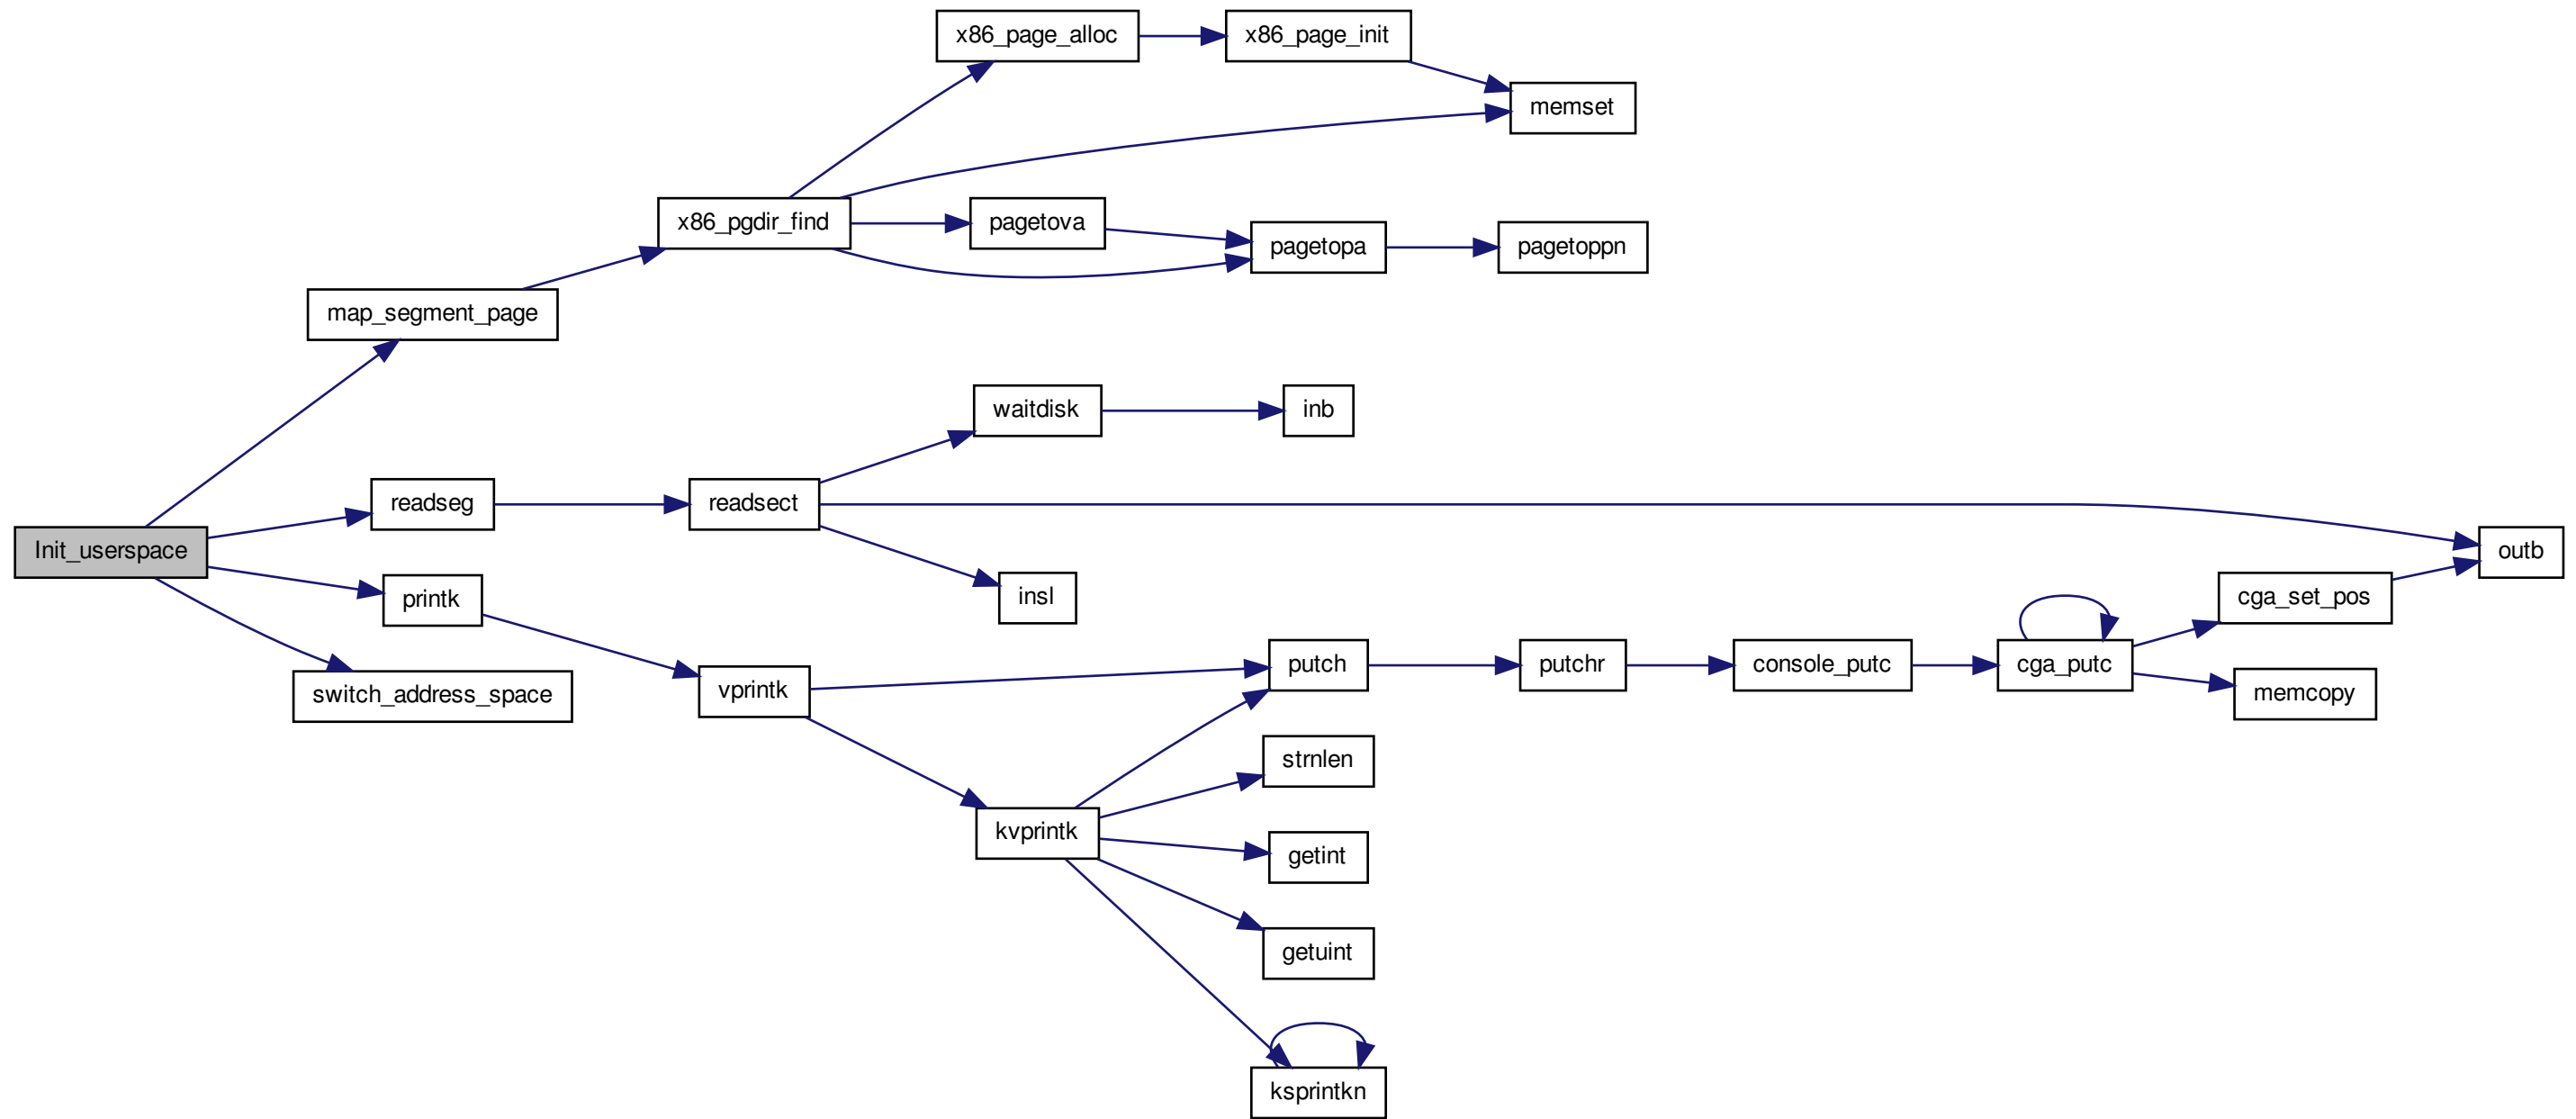 x86_page_alloc
x86_page_init
memset
x86_pgdir_find
pagetova
pagetopa
pagetoppn
map_segment_page
waitdisk
inb
readseg
readsect
outb
Init_userspace
insl
printk
cga_set_pos
switch_address_space
vprintk
putch
putchr
console_putc
cga_putc
memcopy
strnlen
kvprintk
getint
getuint
ksprintkn